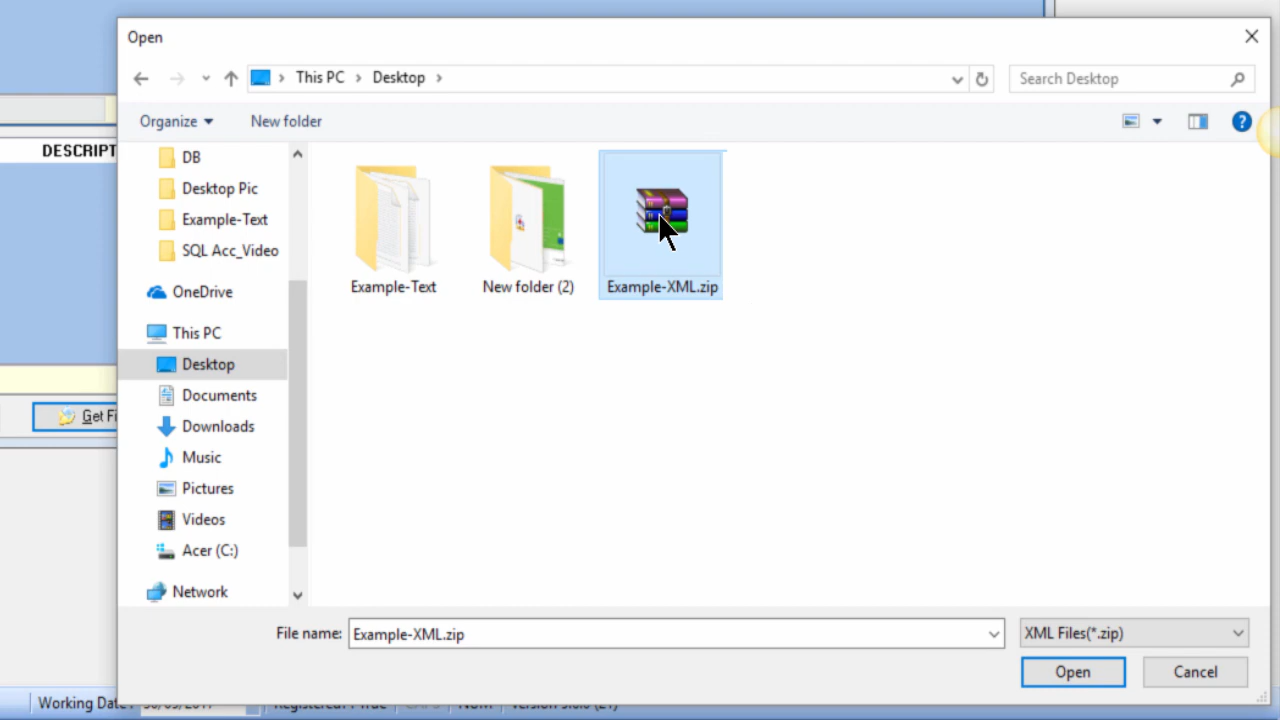 Open
This PC
Desktop
Search Desktop
Organize
New folder
DESCRIPT
DB
Desktop Pic
Example-Text
SQL Acc_Video
OneDrive
This PC
Desktop
Documents
Downloads
Music
Pictures
Videos
Acer (C:)
Network
Example-Text
New folder (2)
Example-XML.zip
Get Fi
File name:
Example-XML.zip
XML Files(*.zip)
Open
Cancel
Working Date